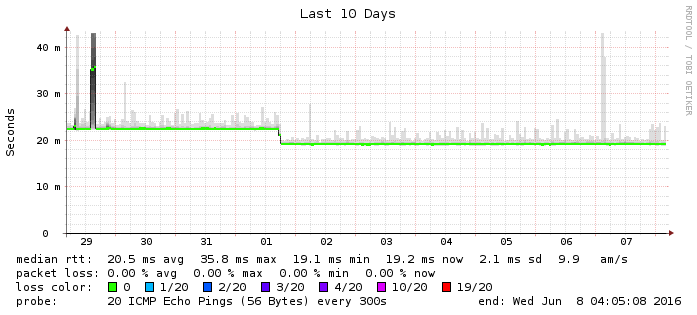 Last 10 Days
RRDTOOL / TOBI OETIKER
Seconds
40 m
30 m
20 m
10 m
0
29 30 31 01 02 03 04 05 06 07
median rtt: 20.5 ms avg 35.8 ms max 19.1 ms min 19.2 ms now 2.1 ms sd 9.9 am/s
packet loss: 0.00 % avg 0.00 % max 0.00 % min 0.00 % now
loss color: 0 1/20 2/20 3/20 4/20 10/20 19/20
probe: 20 ICMP Echo Pings (56 Bytes) every 300s end: Wed Jun 8 04:05:08 2016